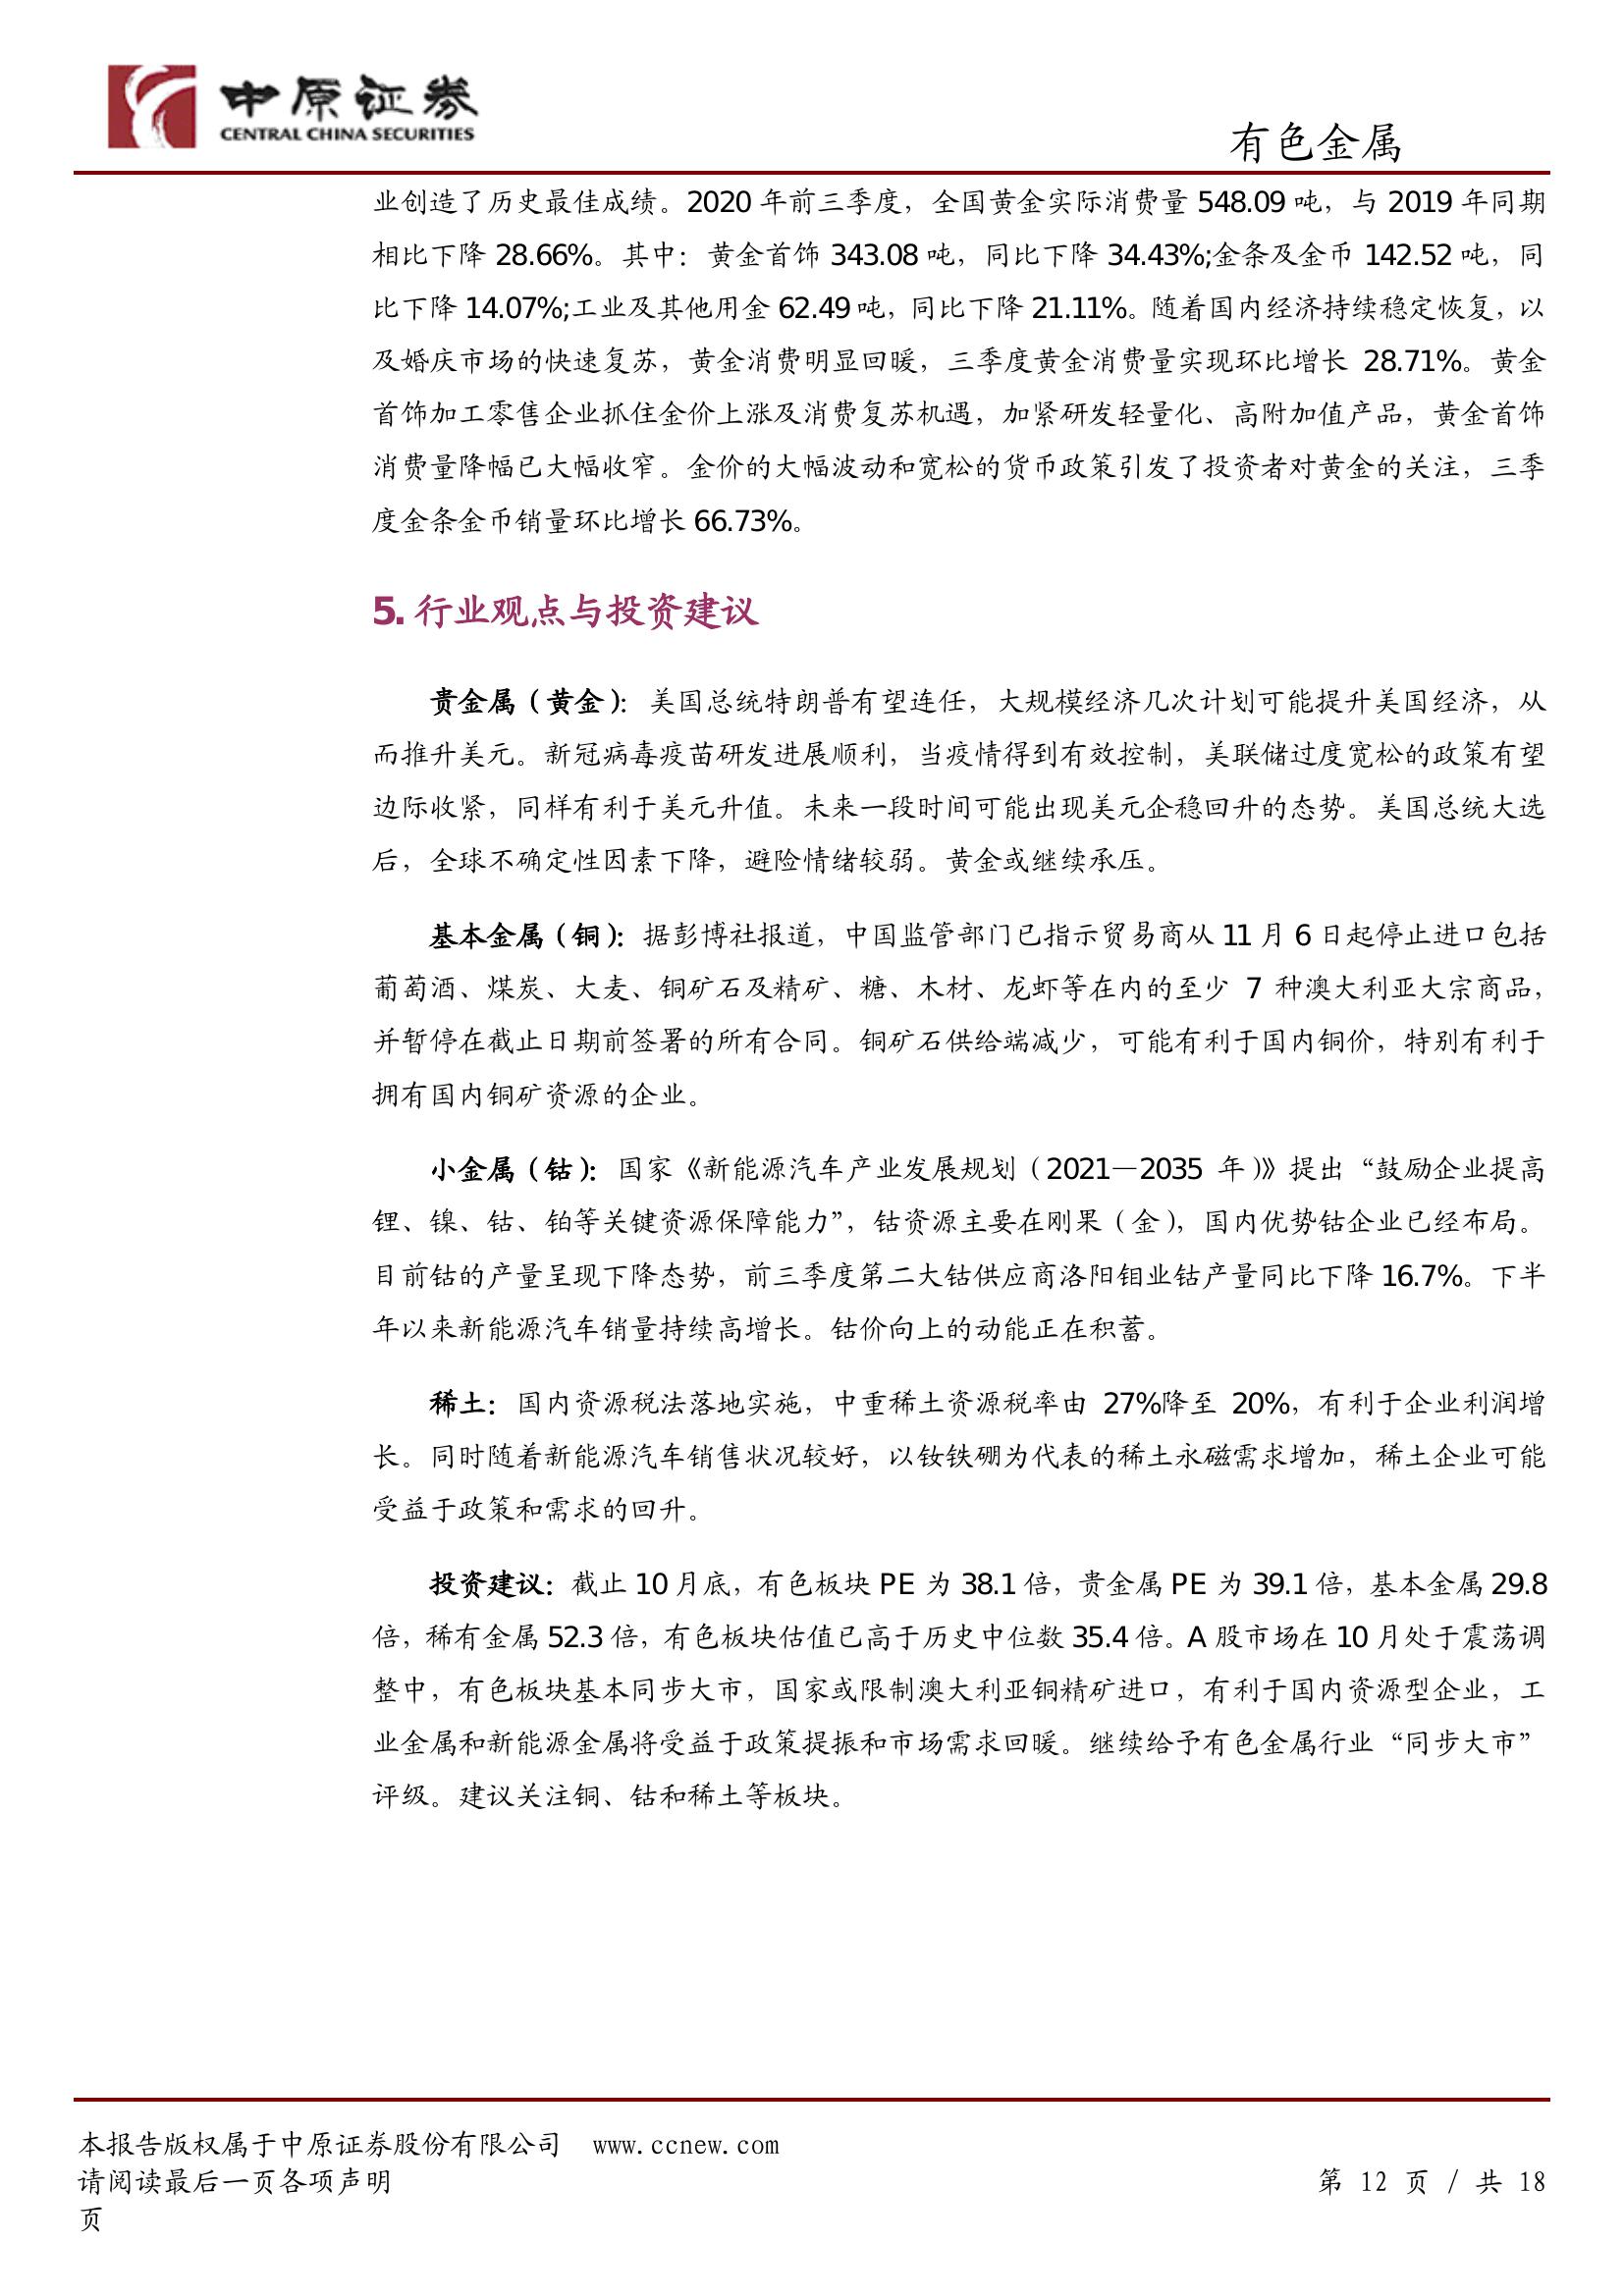 中原证券
CENTRAL CHINA SECURITIES
有色金属
业创造了历史最佳成绩。2020 年前三季度，全国黄金实际消费量 548.09 吨，与 2019 年同期
相比下降 28.66%。其中：黄金首饰 343.08 吨，同比下降 34.43%;金条及金币 142.52 吨，同
比下降 14.07%;工业及其他用金 62.49 吨，同比下降 21.11%。随着国内经济持续稳定恢复，以
及婚庆市场的快速复苏，黄金消费明显回暖，三季度黄金消费量实现环比增长 28.71%。黄金
首饰加工零售企业抓住金价上涨及消费复苏机遇，加紧研发轻量化、高附加值产品，黄金首饰
消费量降幅已大幅收窄。金价的大幅波动和宽松的货币政策引发了投资者对黄金的关注，三季
度金条金币销量环比增长 66.73%。
5. 行业观点与投资建议
贵金属（黄金）：美国总统特朗普有望连任，大规模经济几次计划可能提升美国经济，从
而推升美元。新冠病毒疫苗研发进展顺利，当疫情得到有效控制，美联储过度宽松的政策有望
边际收紧，同样有利于美元升值。未来一段时间可能出现美元企稳回升的态势。美国总统大选
后，全球不确定性因素下降，避险情绪较弱。黄金或继续承压。
基本金属（铜）：据彭博社报道，中国监管部门已指示贸易商从 11 月 6 日起停止进口包括
葡萄酒、煤炭、大麦、铜矿石及精矿、糖、木材、龙虾等在内的至少 7 种澳大利亚大宗商品，
并暂停在截止日期前签署的所有合同。铜矿石供给端减少，可能有利于国内铜价，特别有利于
拥有国内铜矿资源的企业。
小金属（钴）：国家《新能源汽车产业发展规划（2021—2035 年）》提出“鼓励企业提高
锂、镍、钴、铂等关键资源保障能力”，钴资源主要在刚果（金），国内优势钴企业已经布局。
目前钴的产量呈现下降态势，前三季度第二大钴供应商洛阳钼业钴产量同比下降 16.7%。下半
年以来新能源汽车销量持续高增长。钴价向上的动能正在积蓄。
稀土：国内资源税法落地实施，中重稀土资源税率由 27%降至 20%，有利于企业利润增
长。同时随着新能源汽车销售状况较好，以钕铁硼为代表的稀土永磁需求增加，稀土企业可能
受益于政策和需求的回升。
投资建议：截止 10 月底，有色板块 PE 为 38.1 倍，贵金属 PE 为 39.1 倍，基本金属 29.8
倍，稀有金属 52.3 倍，有色板块估值已高于历史中位数 35.4 倍。A 股市场在 10 月处于震荡调
整中，有色板块基本同步大市，国家或限制澳大利亚铜精矿进口，有利于国内资源型企业，工
业金属和新能源金属将受益于政策提振和市场需求回暖。继续给予有色金属行业“同步大市”
评级。建议关注铜、钴和稀土等板块。
本报告版权属于中原证券股份有限公司 www.ccnew.com
请阅读最后一页各项声明 第 12 页 / 共 18
页